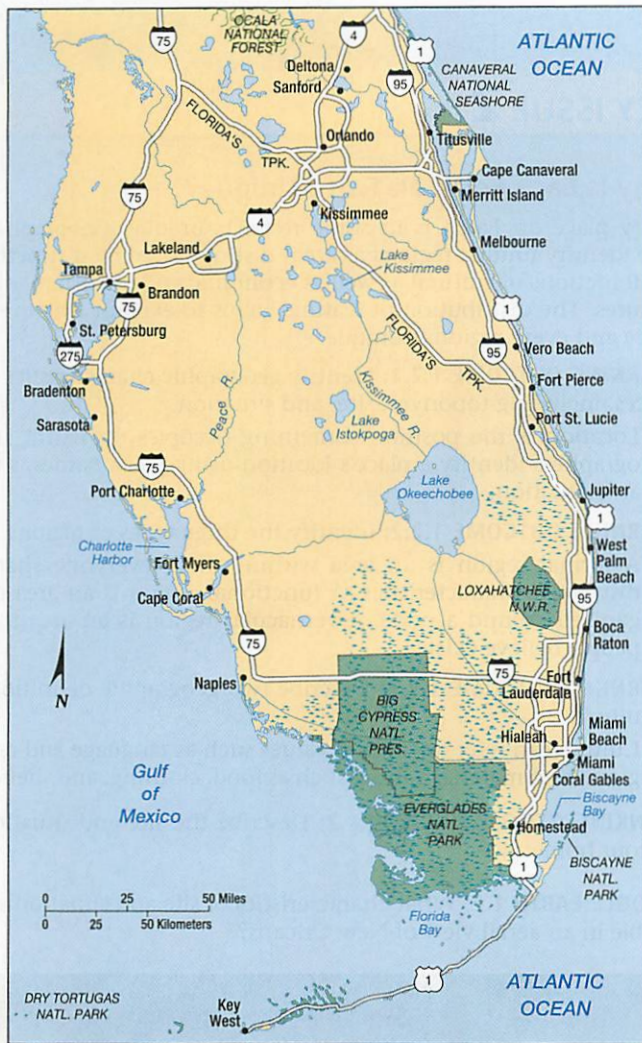 OCALA
NATIONAL
FOREST
75
4
1
ATLANTIC
OCEAN
Deltona
Sanford
95
CANAVERAL
NATIONAL
SEASHORE
FLORIDA'S
TPK.
Orlando
Titusville
75
4
Kissimmee
Cape Canaveral
Merritt Island
Lakeland
Melbourne
Tampa
Brandon
75
Lake
Kissimmee
1
St. Petersburg
275
FLORIDA'S
TPK.
95
Vero Beach
Bradenton
Sarasota
Peace R.
Kissimmee R.
Lake
Istokpoga
Fort Pierce
Port St. Lucie
75
Port Charlotte
Lake
Okeechobee
Jupiter
1
Charlotte
Harbor
Fort Myers
Cape Coral
West
Palm
Beach
LOXAHATCHEE
N.W.R.
95
Boca
Raton
N
75
Naples
75
Fort
Lauderdale
BIG
CYPRESS
NATL.
PRES.
Hialeah
Miami
Beach
Miami
Coral Gables
Gulf
of
Mexico
EVERGLADES
NATL.
PARK
Biscayne
Bay
Homestead
1
BISCAYNE
NATL.
PARK
0 25 50 Miles
0 25 50 Kilometers
Florida
Bay
1
DRY TORTUGAS
NATL. PARK
Key
West
ATLANTIC
OCEAN